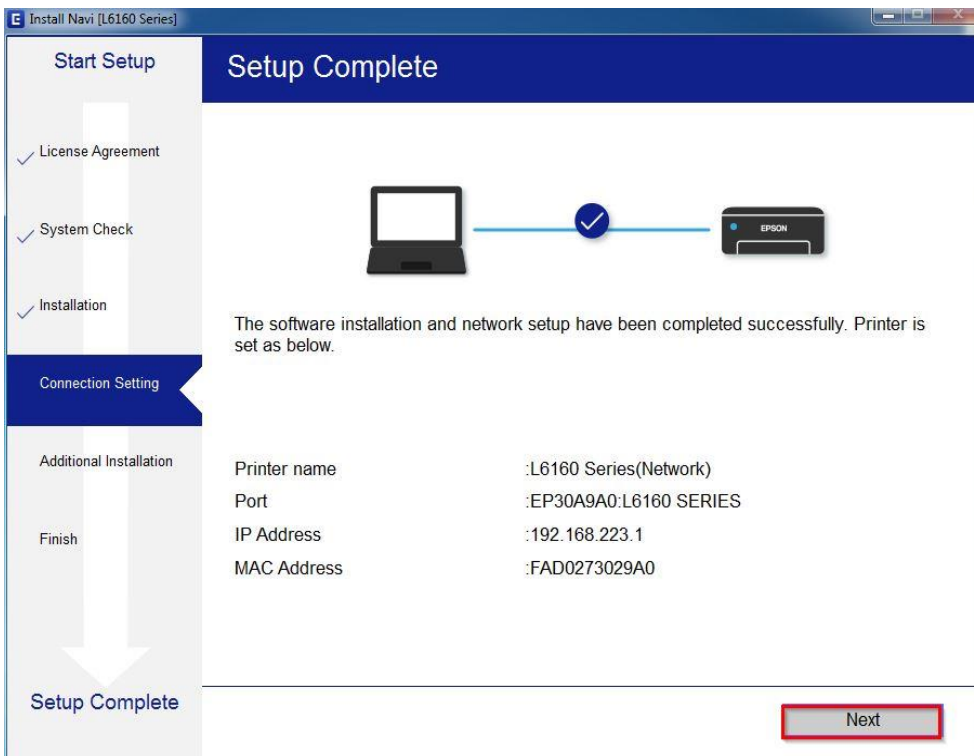 Install Navi [L6160 Series]
Start Setup
Setup Complete
License Agreement
System Check
Installation
Connection Setting
Additional Installation
Finish
Setup Complete
EPSON
The software installation and network setup have been completed successfully. Printer is
set as below.
Printer name :L6160 Series(Network)
Port :EP30A9A0:L6160 SERIES
IP Address :192.168.223.1
MAC Address :FAD0273029A0
Next